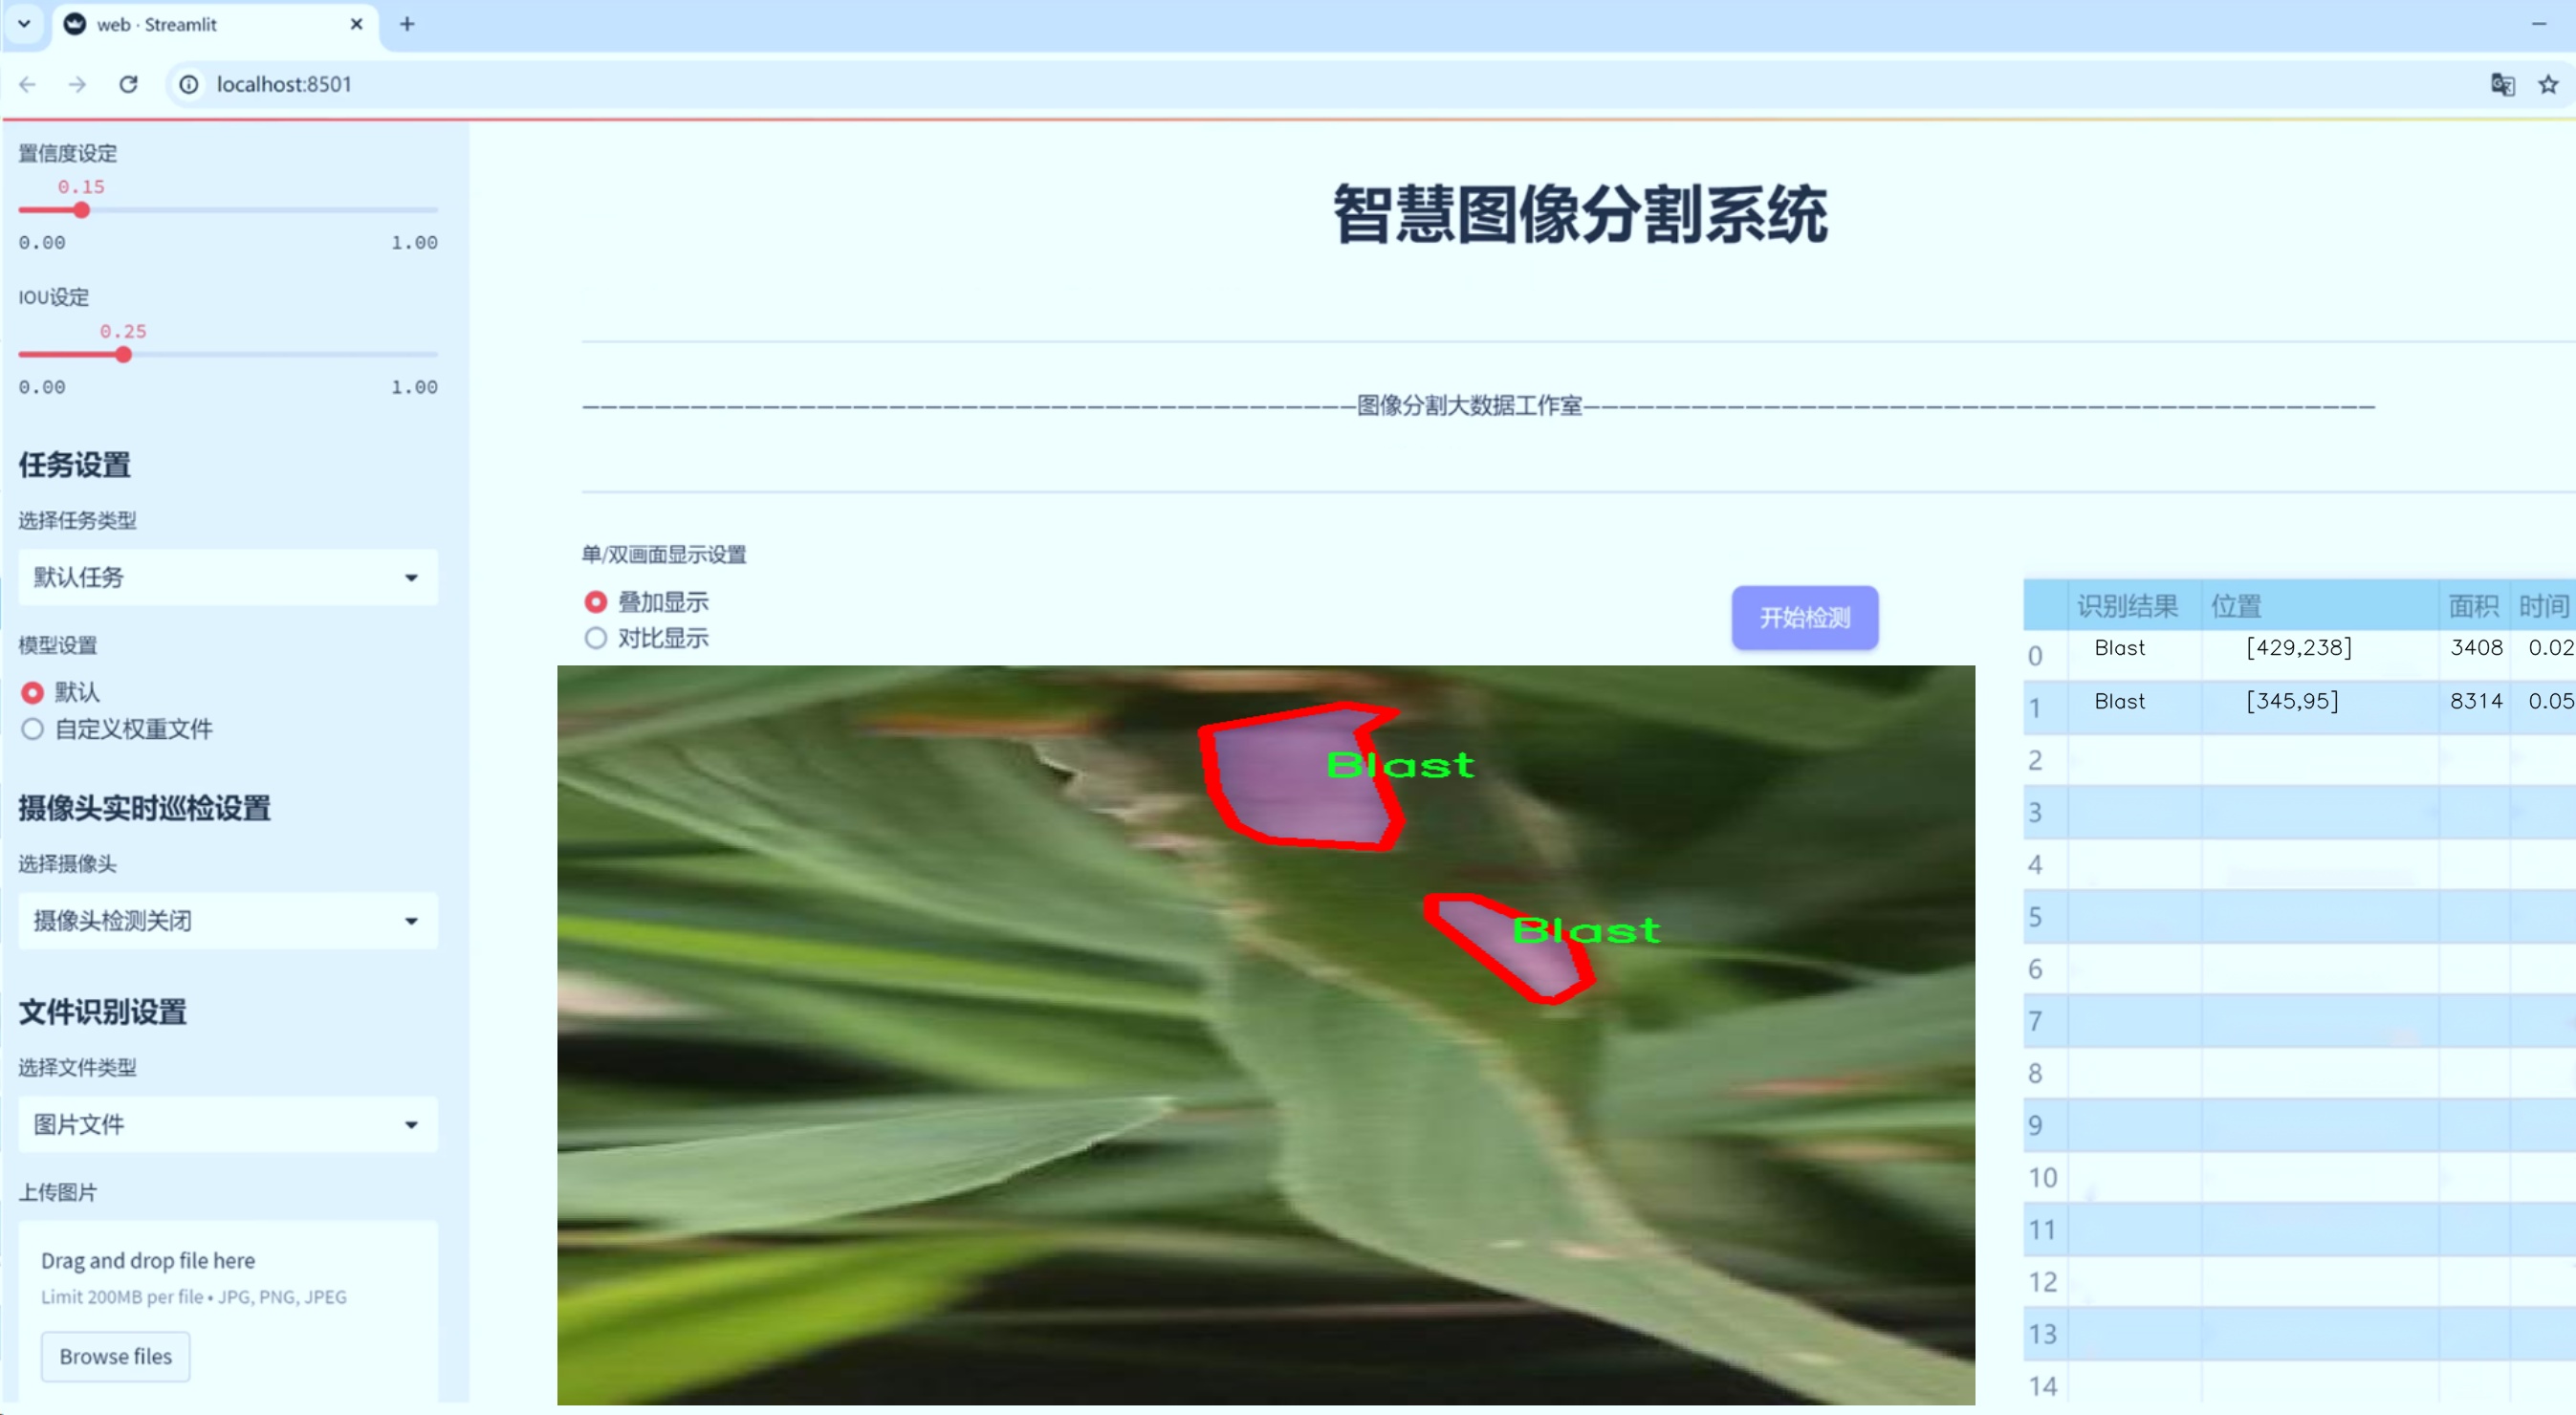 web · Streamlit
localhost:8501
置信度设定
0.15
0.00 1.00
IOU设定
0.25
0.00 1.00
任务设置
选择任务类型
默认任务
模型设置
默认
自定义权重文件
摄像头实时巡检设置
选择摄像头
摄像头检测关闭
文件识别设置
选择文件类型
图片文件
上传图片
Drag and drop file here
Limit 200MB per file • JPG, PNG, JPEG
Browse files
智慧图像分割系统
图像分割大数据工作室
单/双画面显示设置
叠加显示
对比显示
开始检测
Blast
Blast
识别结果 位置 面积 时间
0 Blast [429,238] 3408 0.02
1 Blast [345,95] 8314 0.05
2
3
4
5
6
7
8
9
10
11
12
13
14